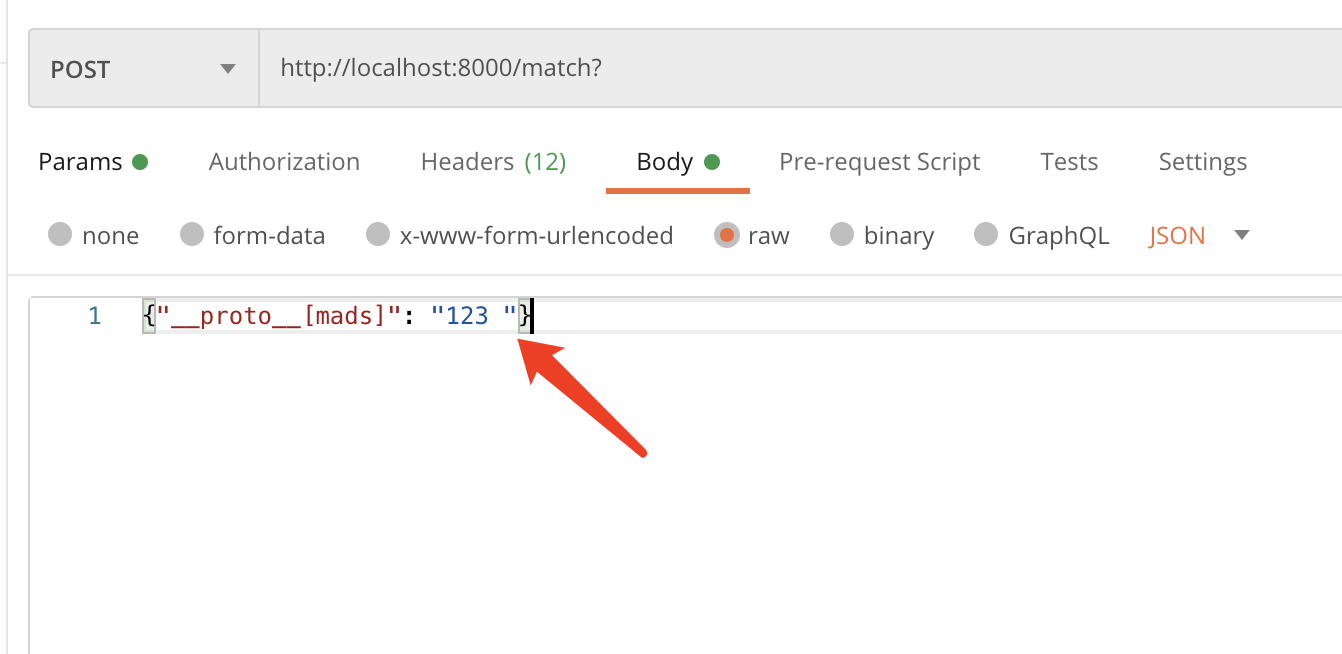 POST http://localhost:8000/match?
Params Authorization Headers (12) Body Pre-request Script Tests Settings
none form-data x-www-form-urlencoded raw binary GraphQL JSON
1 {"__proto__[mads]": "123 "}